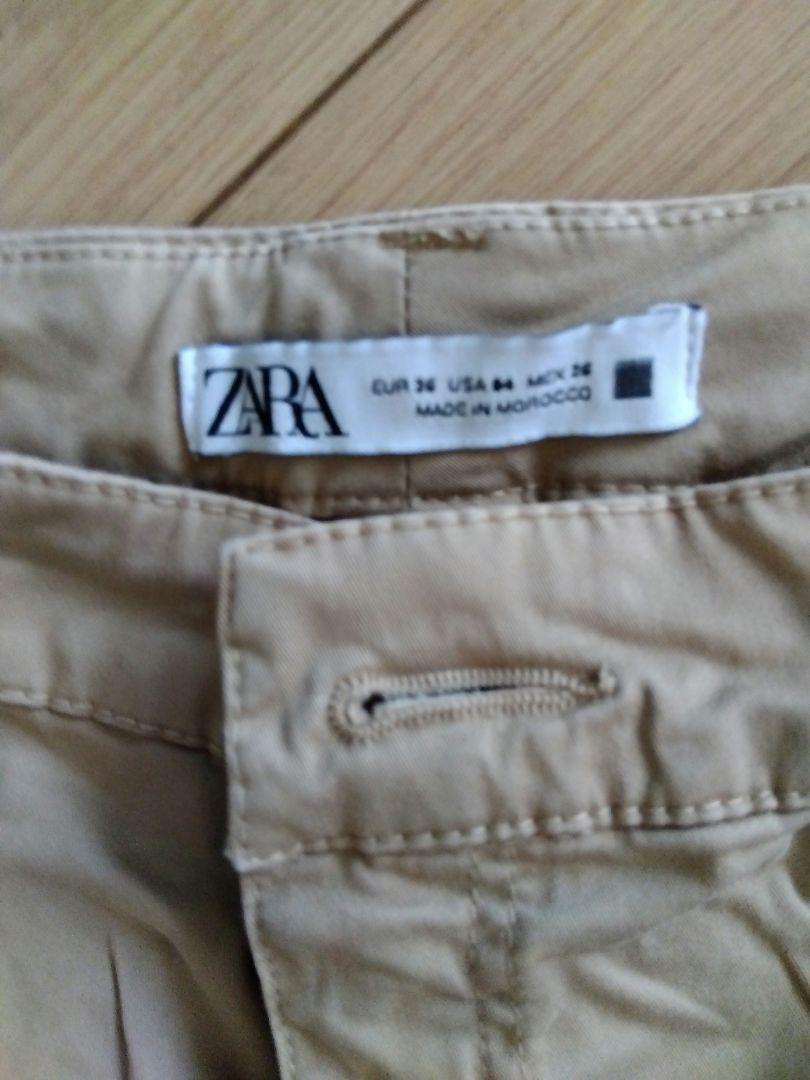 ZARA
EUR 36 USA 04 MEX 26
MADE IN MOROCCO